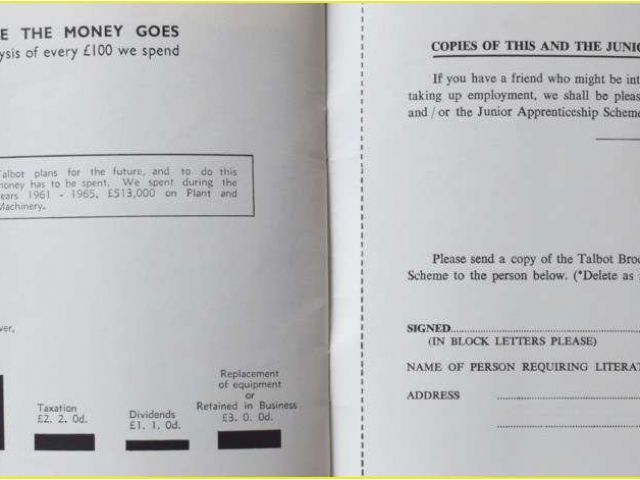 E THE MONEY GOES
ysis of every £100 we spend
Talbot plans for the future, and to do this
money has to be spent. We spent during the
ears 1961 - 1965, £513,000 on Plant and
Machinery.
ver,
Taxation
£2. 2. 0d.
Dividends
£1. 1. 0d.
Replacement
of equipment
or
Retained in Business
£3. 0. 0d.
COPIES OF THIS AND THE JUNIO
If you have a friend who might be int
taking up employment, we shall be pleas
and / or the Junior Apprenticeship Scheme
Please send a copy of the Talbot Broc
Scheme to the person below. (*Delete as
SIGNED
(IN BLOCK LETTERS PLEASE)
NAME OF PERSON REQUIRING LITERAT
ADDRESS